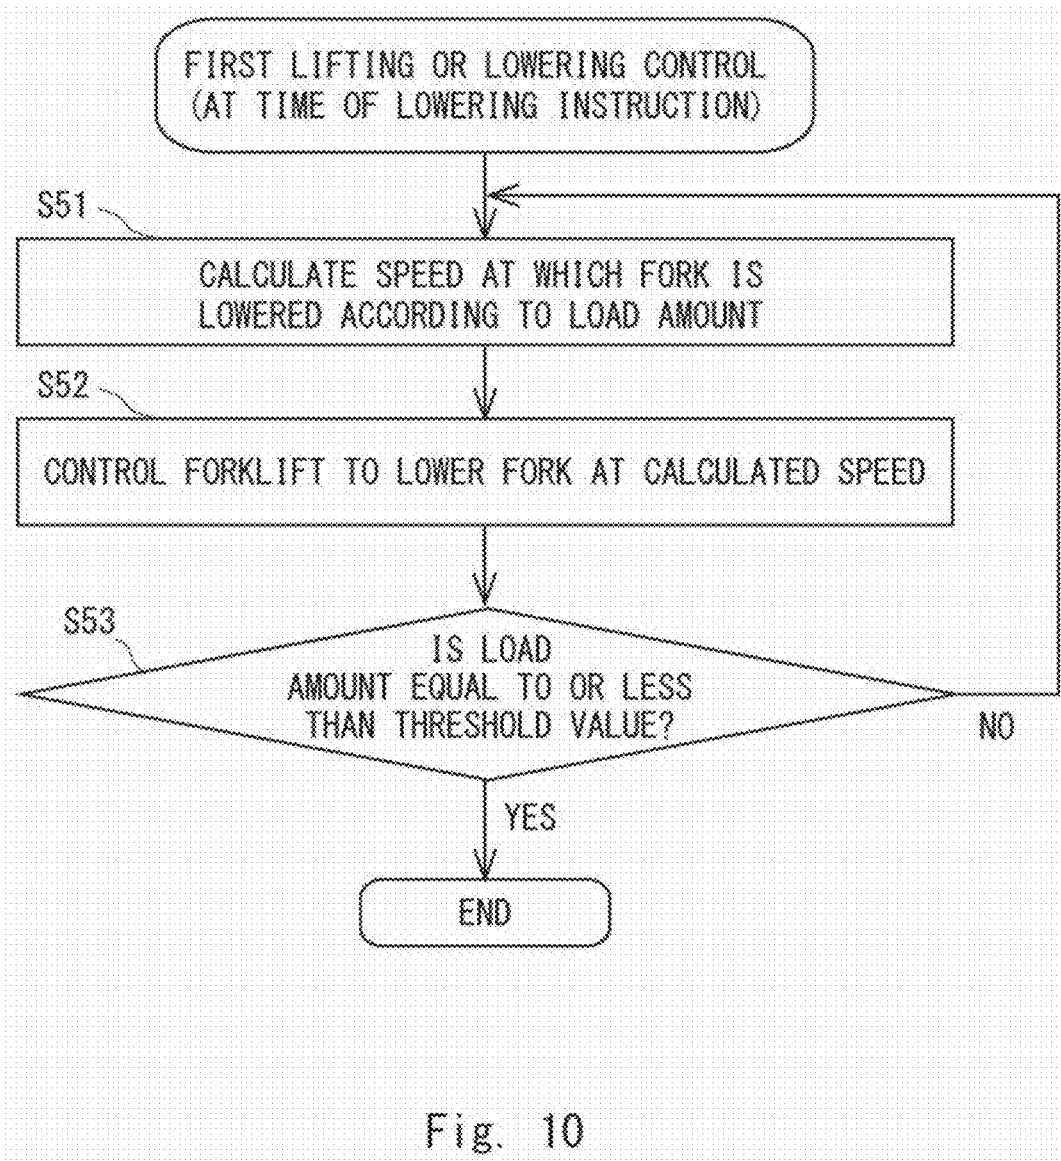 FIRST LIFTING OR LOWERING CONTROL
(AT TIME OF LOWERING INSTRUCTION)
S51
CALCULATE SPEED AT WHICH FORK IS
LOWERED ACCORDING TO LOAD AMOUNT
S52
CONTROL FORKLIFT TO LOWER FORK AT CALCULATED SPEED
S53
IS LOAD
AMOUNT EQUAL TO OR LESS
THAN THRESHOLD VALUE?
NO
YES
END
Fig. 10